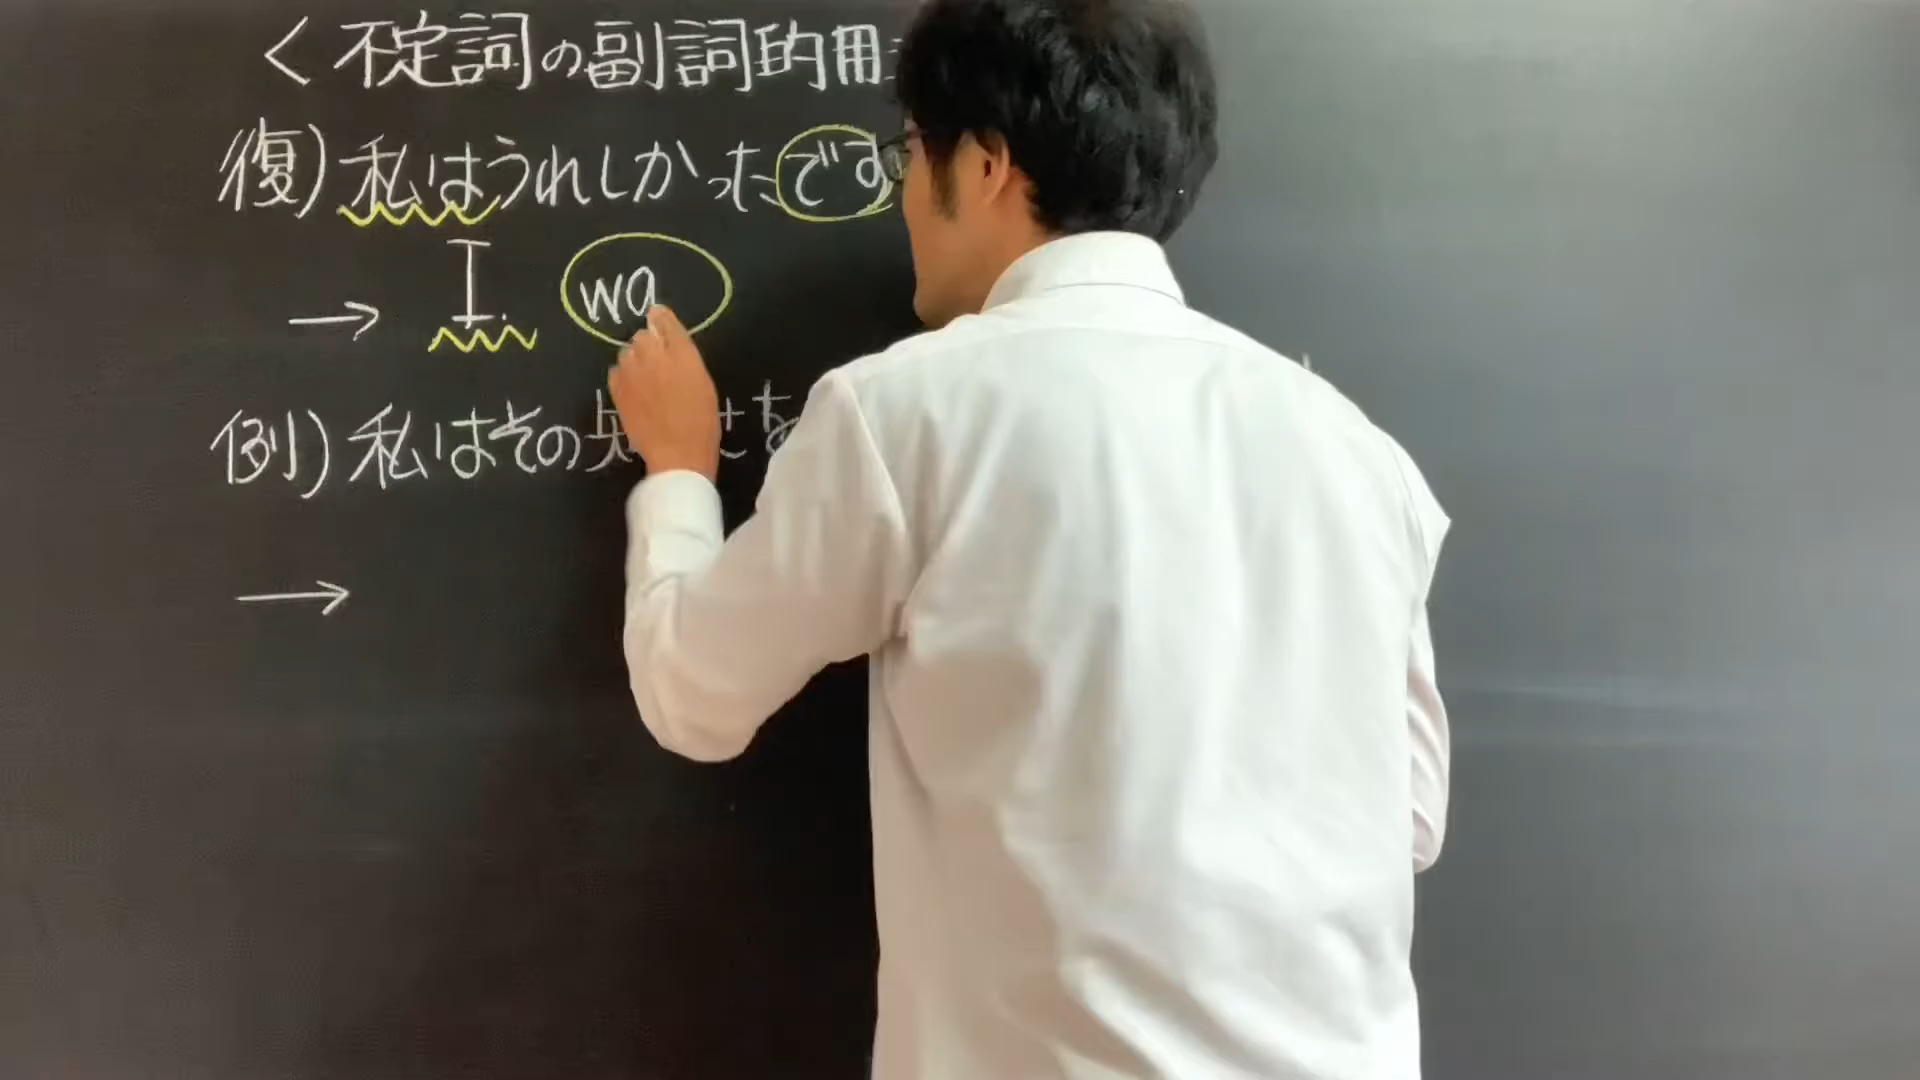 <不定詞の副詞的用
復)私はうれしかったです
→ I wa
例)私はその知せを
→